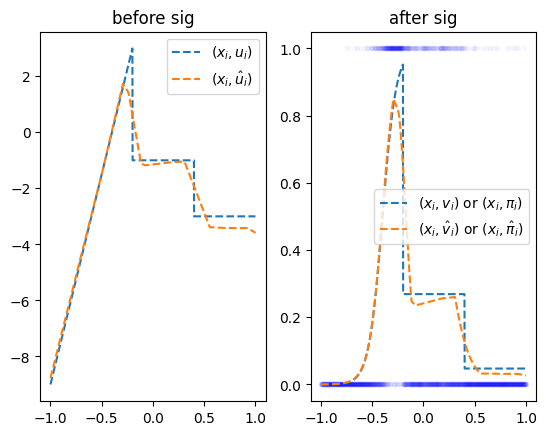 before sig
(x_i, u_i)
(x_i, û_i)
2
0
−2
−4
−6
−8
−1.0 −0.5 0.0 0.5 1.0
after sig
1.0
0.8
0.6
0.4
0.2
0.0
(x_i, v_i) or (x_i, π_i)
(x_i, v̂_i) or (x_i, π̂_i)
−1.0 −0.5 0.0 0.5 1.0